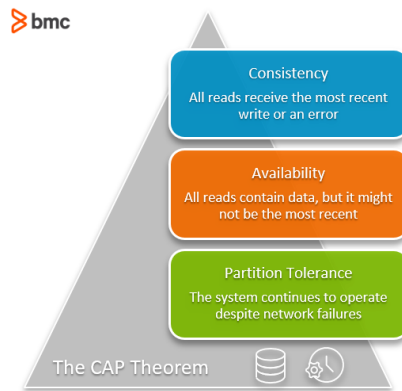 bmc
Consistency
All reads receive the most recent
write or an error
Availability
All reads contain data, but it might
not be the most recent
Partition Tolerance
The system continues to operate
despite network failures
The CAP Theorem